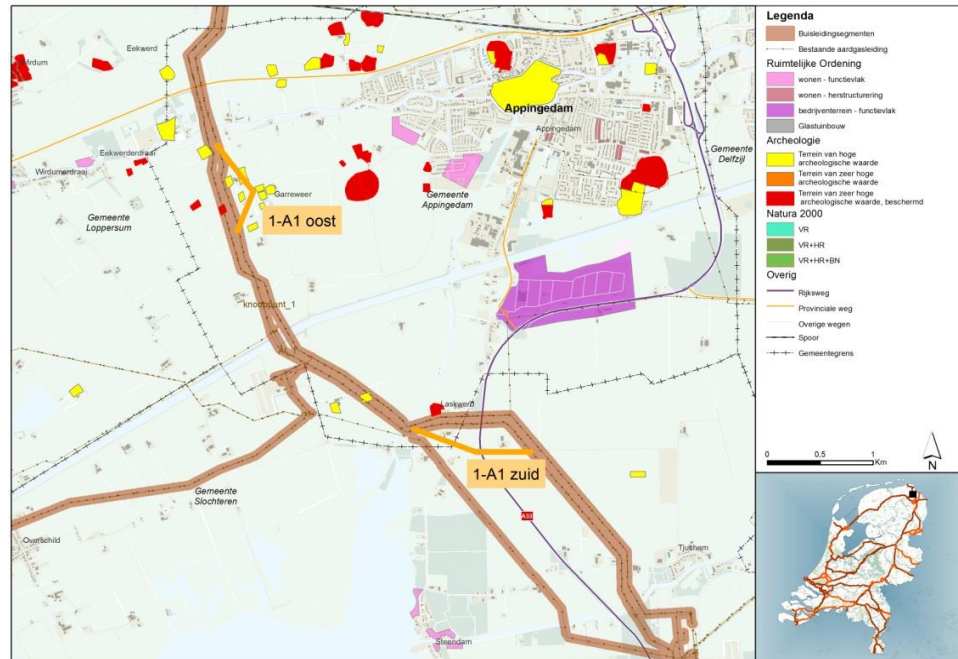 Eekwerd
Wirdum
Appingedam
Appingedam
Gemeente
Delfzijl
Eekwerderdraai
Wirdumerdraai
Garreweer
Gemeente
Appingedam
Gemeente
Loppersum
1-A1 oost
knooppunt_1
Laskwerd
1-A1 zuid
Gemeente
Slochteren
A33
Overschild
Tjuchem
Steendam
Legenda
Buisleidingsegmenten
Bestaande aardgasleiding
Ruimtelijke Ordening
wonen - functievlak
wonen - herstructurering
bedrijventerrein - functievlak
Glastuinbouw
Archeologie
Terrein van hoge
archeologische waarde
Terrein van zeer hoge
archeologische waarde
Terrein van zeer hoge
archeologische waarde, beschermd
Natura 2000
VR
VR+HR
VR+HR+BN
Overig
Rijksweg
Provinciale weg
Overige wegen
Spoor
Gemeentegrens
0 0,5 1
Km
N